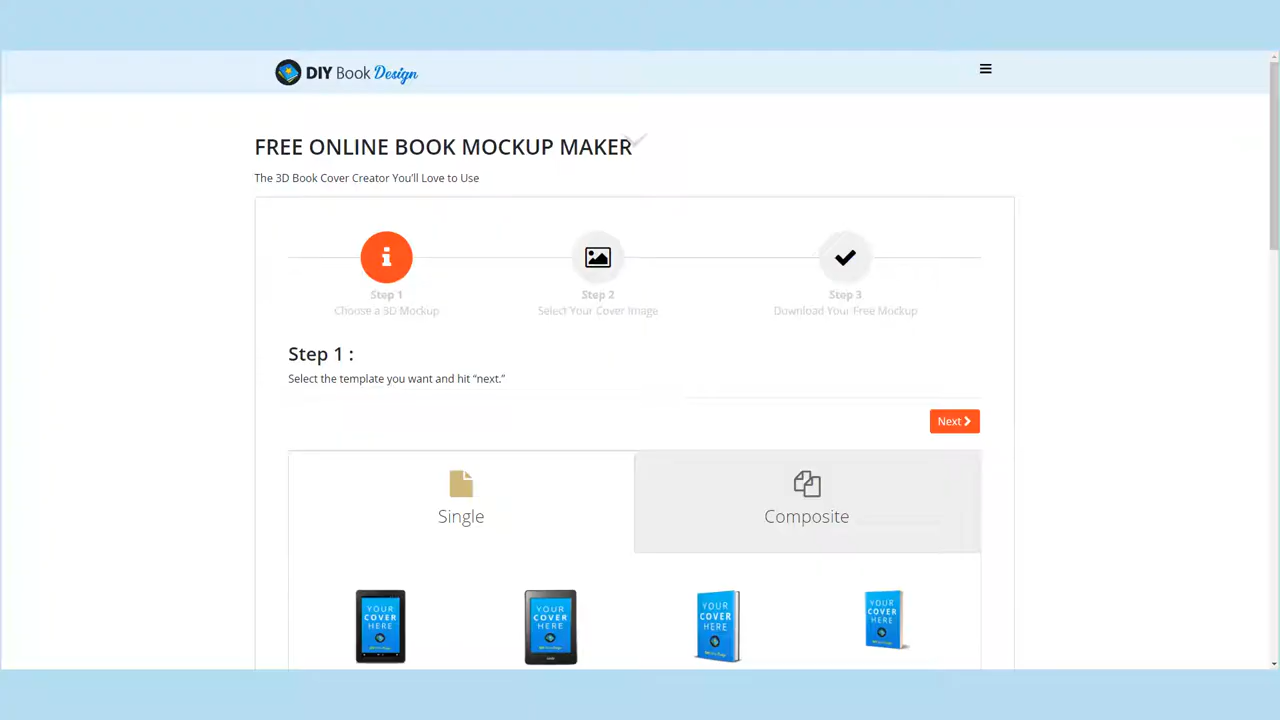 DIY Book Design
FREE ONLINE BOOK MOCKUP MAKER
The 3D Book Cover Creator You'll Love to Use
Step 1
Choose a 3D Mockup
Step 2
Select Your Cover Image
Step 3
Download Your Free Mockup
Step 1 :
Select the template you want and hit “next.”
Next
Single
Composite
YOUR
COVER
HERE
YOUR
COVER
HERE
YOUR
COVER
HERE
YOUR
COVER
HERE